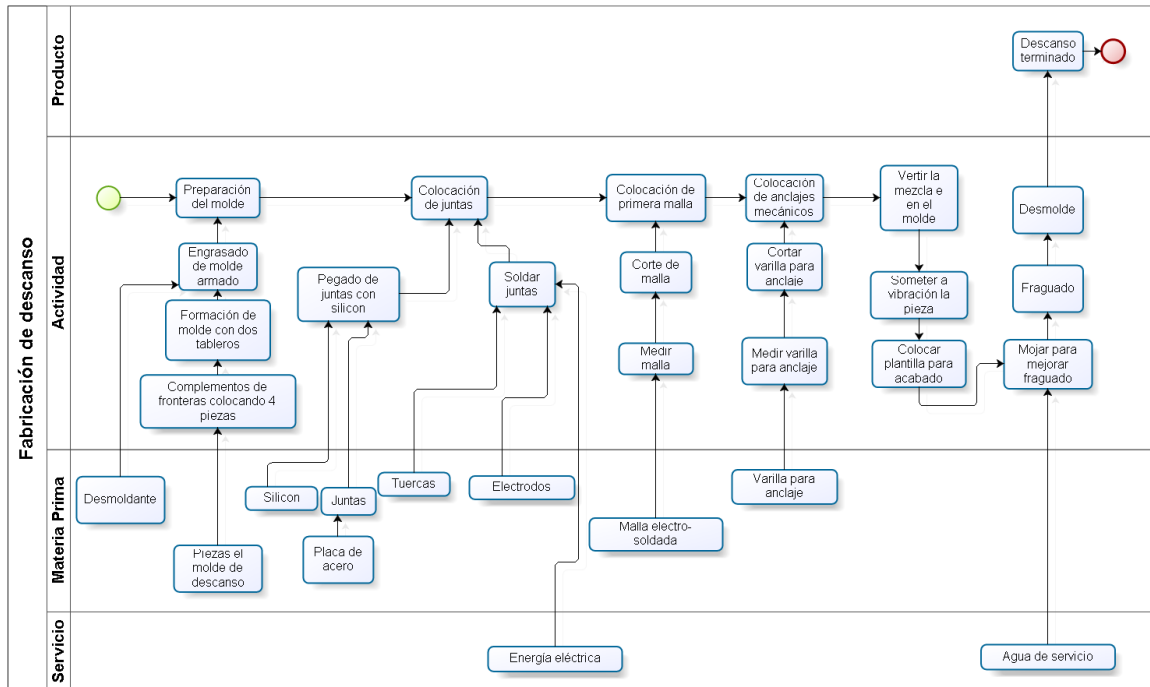 Fabricación de descanso
Producto
Descanso
terminado
Actividad
Preparación
del molde
Colocación
de juntas
Colocación de
primera malla
Colocación
de anclajes
mecánicos
Vertir la
mezcla e
en el
molde
Desmolde
Engrasado
de molde
armado
Pegado de
juntas con
silicon
Soldar
juntas
Corte de
malla
Cortar
varilla para
anclaje
Someter
a vibración la
pieza
Fraguado
Formación de
molde con dos
tableros
Medir
malla
Medir varilla
para anclaje
Colocar
plantilla para
acabado
Mojar para
mejorar
fraguado
Complementos de
fronteras colocando 4
piezas
Materia Prima
Desmoldante
Silicon
Juntas
Tuercas
Electrodos
Varilla para
anclaje
Malla electro-
soldada
Piezas el
molde de
descanso
Placa de
acero
Servicio
Energía eléctrica
Agua de servicio